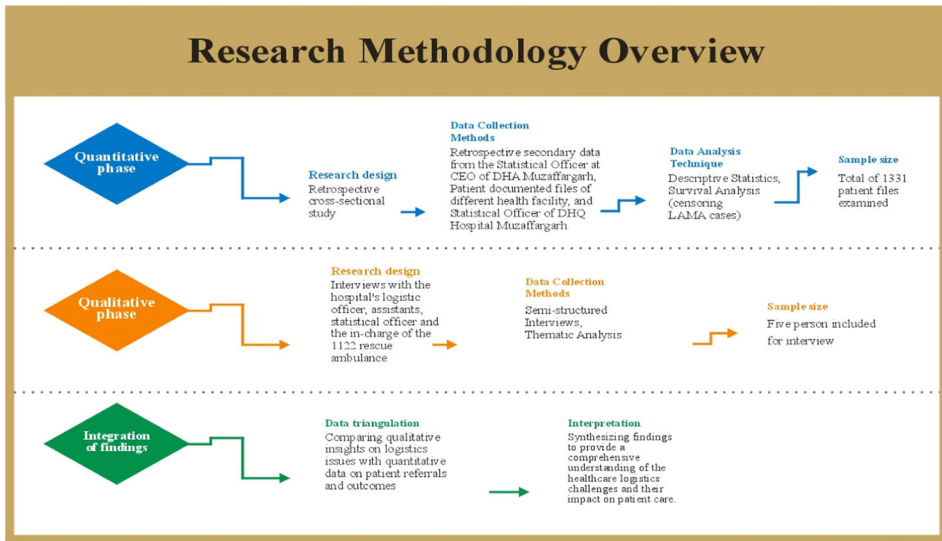 Research Methodology Overview
Quantitative
phase
Research design
Retrospective
cross-sectional
study
Data Collection
Methods
Retrospective secondary data
from the Statistical Officer at
CEO of DHA Muzaffargarh,
Patient documented files of
different health facility, and
Statistical Officer of DHQ
Hospital Muzaffargarh.
Data Analysis
Technique
Descriptive Statistics,
Survival Analysis
(censoring
LAMA cases)
Sample size
Total of 1331
patient files
examined
Qualitative
phase
Research design
Interviews with the
hospital's logistic
officer, assistants,
statistical officer and
the in-charge of the
1122 rescue
ambulance.
Data Collection
Methods
Semi-structured
Interviews,
Thematic Analysis
Sample size
Five person included
for interview
Integration
of findings
Data triangulation
Comparing qualitative
insights on logistics
issues with quantitative
data on patient referrals
and outcomes
Interpretation
Synthesizing findings
to provide a
comprehensive
understanding of the
healthcare logistics
challenges and their
impact on patient care.